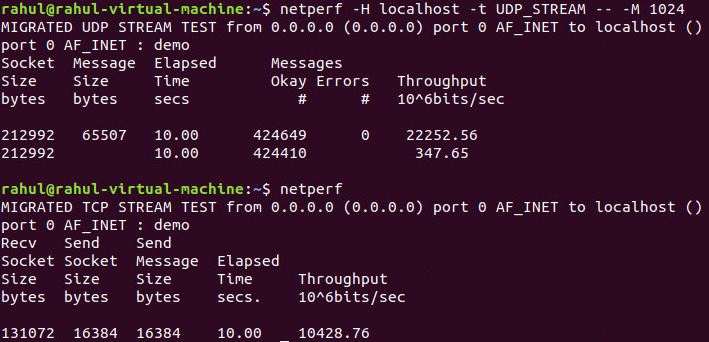 rahul@rahul-virtual-machine:~$ netperf -H localhost -t UDP_STREAM -- -M 1024
MIGRATED UDP STREAM TEST from 0.0.0.0 (0.0.0.0) port 0 AF_INET to localhost ()
port 0 AF_INET : demo
Socket  Message  Elapsed      Messages
Size    Size     Time         Okay Errors   Throughput
bytes   bytes    secs            #      #   10^6bits/sec

212992   65507   10.00      424649      0    22252.56
212992           10.00      424410             347.65

rahul@rahul-virtual-machine:~$ netperf
MIGRATED TCP STREAM TEST from 0.0.0.0 (0.0.0.0) port 0 AF_INET to localhost ()
port 0 AF_INET : demo
Recv   Send    Send
Socket Socket  Message  Elapsed
Size   Size    Size     Time     Throughput
bytes  bytes   bytes    secs.    10^6bits/sec

131072  16384  16384    10.00    10428.76